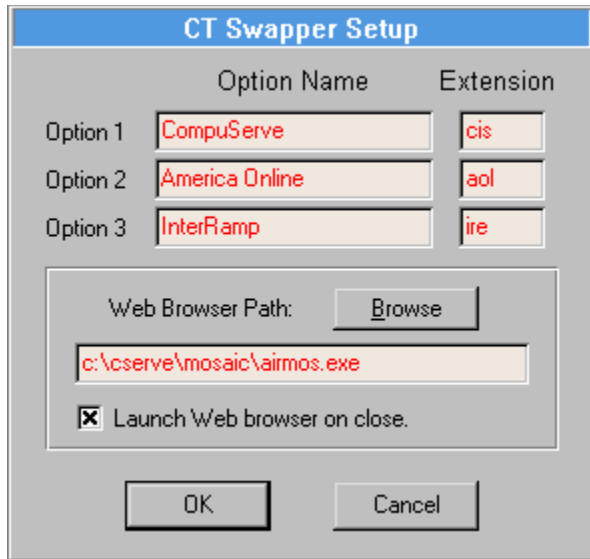 CT Swapper Setup
Option Name Extension
Option 1 CompuServe cis
Option 2 America Online aol
Option 3 InterRamp ire
Web Browser Path: Browse
c:\cserve\mosaic\airmos.exe
Launch Web browser on close.
OK Cancel